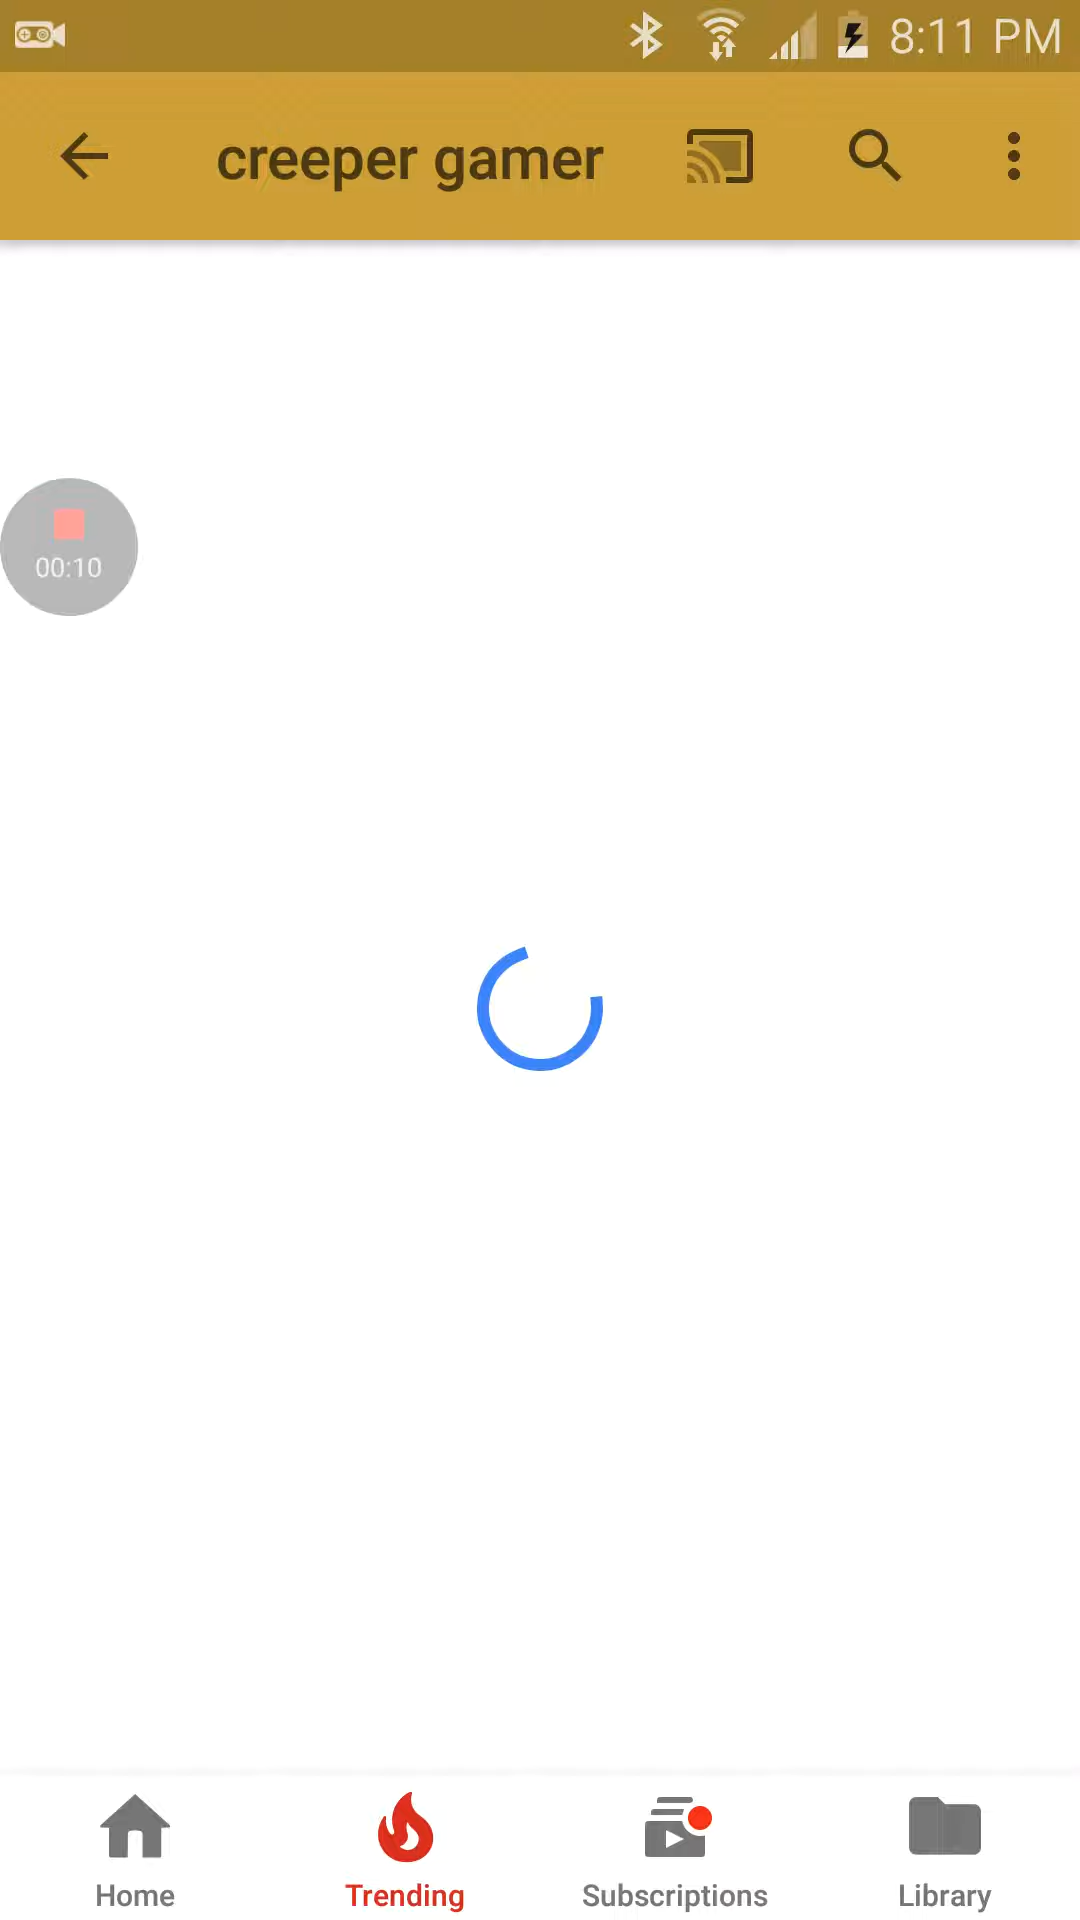 8:11 PM
creeper gamer
00:10
Home
Trending
Subscriptions
Library